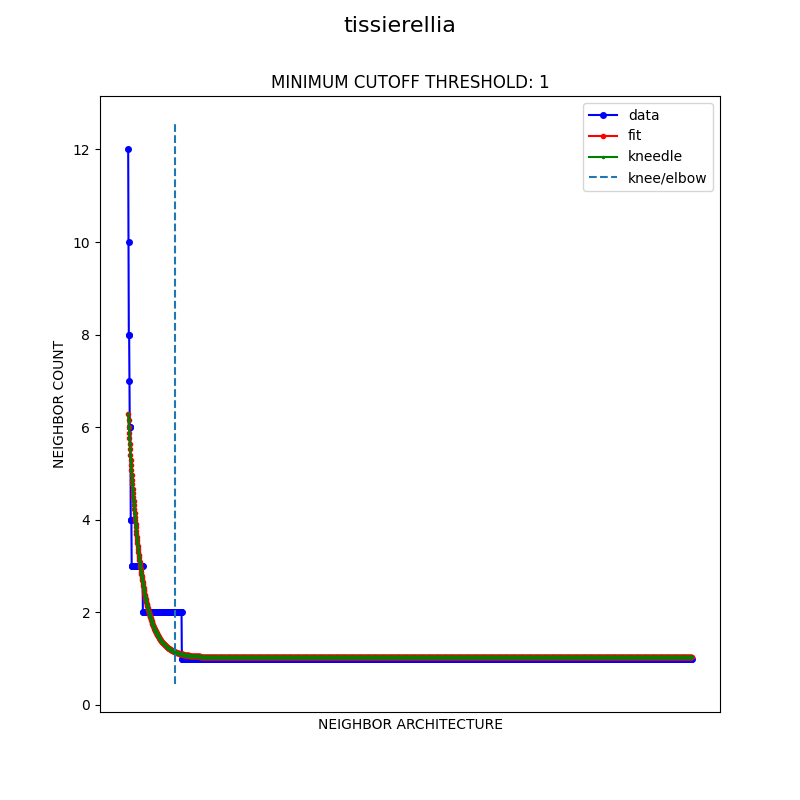 tissierellia
MINIMUM CUTOFF THRESHOLD: 1
data
fit
kneedle
knee/elbow
12
10
8
6
4
2
0
NEIGHBOR COUNT
NEIGHBOR ARCHITECTURE